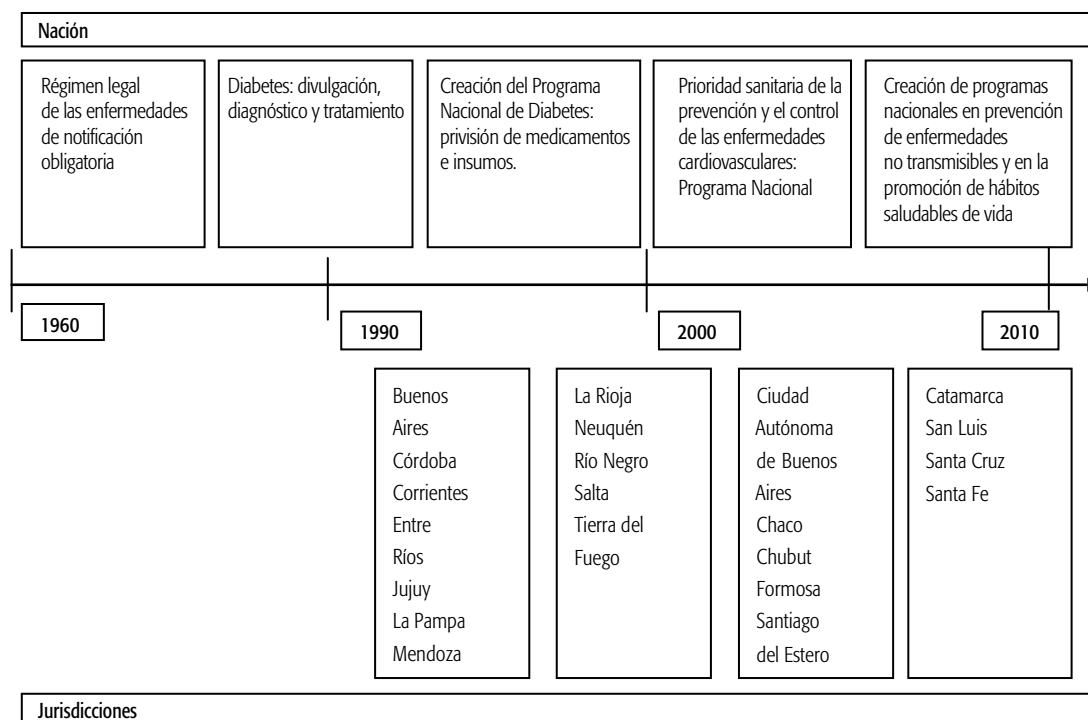 Nación
Régimen legal
de las enfermedades
de notificación
obligatoria
Diabetes: divulgación,
diagnóstico y tratamiento
Creación del Programa
Nacional de Diabetes:
privisión de medicamentos
e insumos.
Prioridad sanitaria de la
prevención y el control
de las enfermedades
cardiovasculares:
Programa Nacional
Creación de programas
nacionales en prevención
de enfermedades
no transmisibles y en la
promoción de hábitos
saludables de vida
1960
1990
2000
2010
Buenos
Aires
Córdoba
Corrientes
Entre
Ríos
Jujuy
La Pampa
Mendoza
La Rioja
Neuquén
Río Negro
Salta
Tierra del
Fuego
Ciudad
Autónoma
de Buenos
Aires
Chaco
Chubut
Formosa
Santiago
del Estero
Catamarca
San Luis
Santa Cruz
Santa Fe
Jurisdicciones